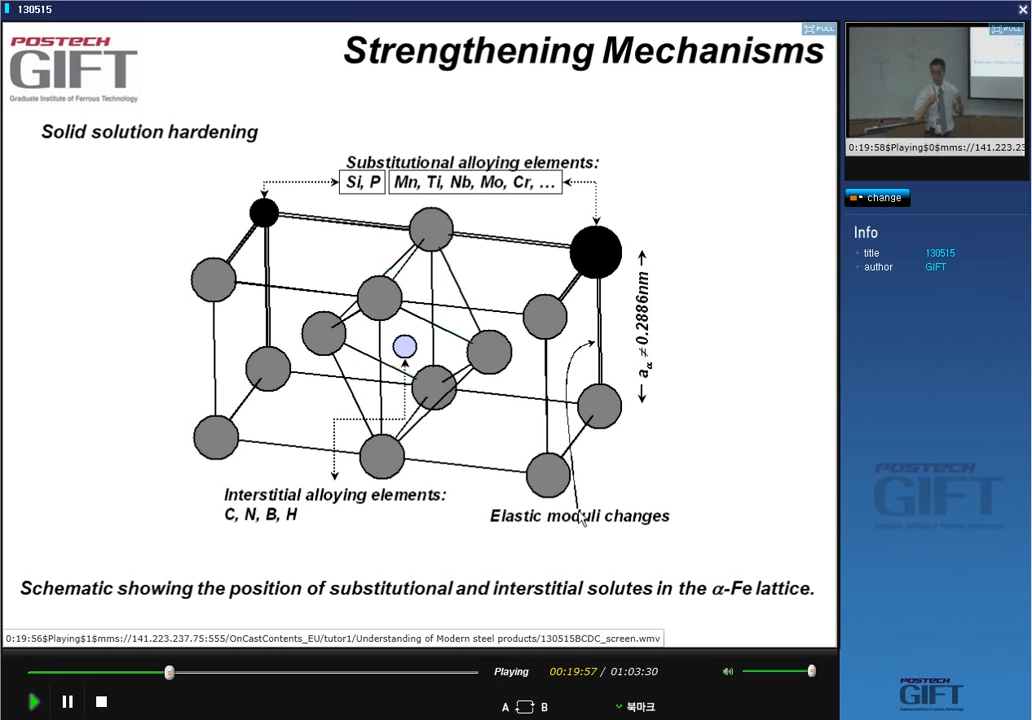 130515
POSTECH
GIFT
Graduate Institute of Ferrous Technology
Strengthening Mechanisms
FULL
FULL
Solid solution hardening
Substitutional alloying elements:
Si, P Mn, Ti, Nb, Mo, Cr, …
aα ≠ 0.2886nm
Interstitial alloying elements:
C, N, B, H
Elastic moduli changes
Schematic showing the position of substitutional and interstitial solutes in the α-Fe lattice.
0:19:56$Playing$1$mms://141.223.237.75:555/OnCastContents_EU/tutor1/Understanding of Modern steel products/130515BCDC_screen.wmv
Playing 00:19:57 / 01:03:30
A B 북마크
0:19:58$Playing$0$mms://141.223.23
change
Info
title 130515
author GIFT
POSTECH
GIFT
POSTECH
GIFT